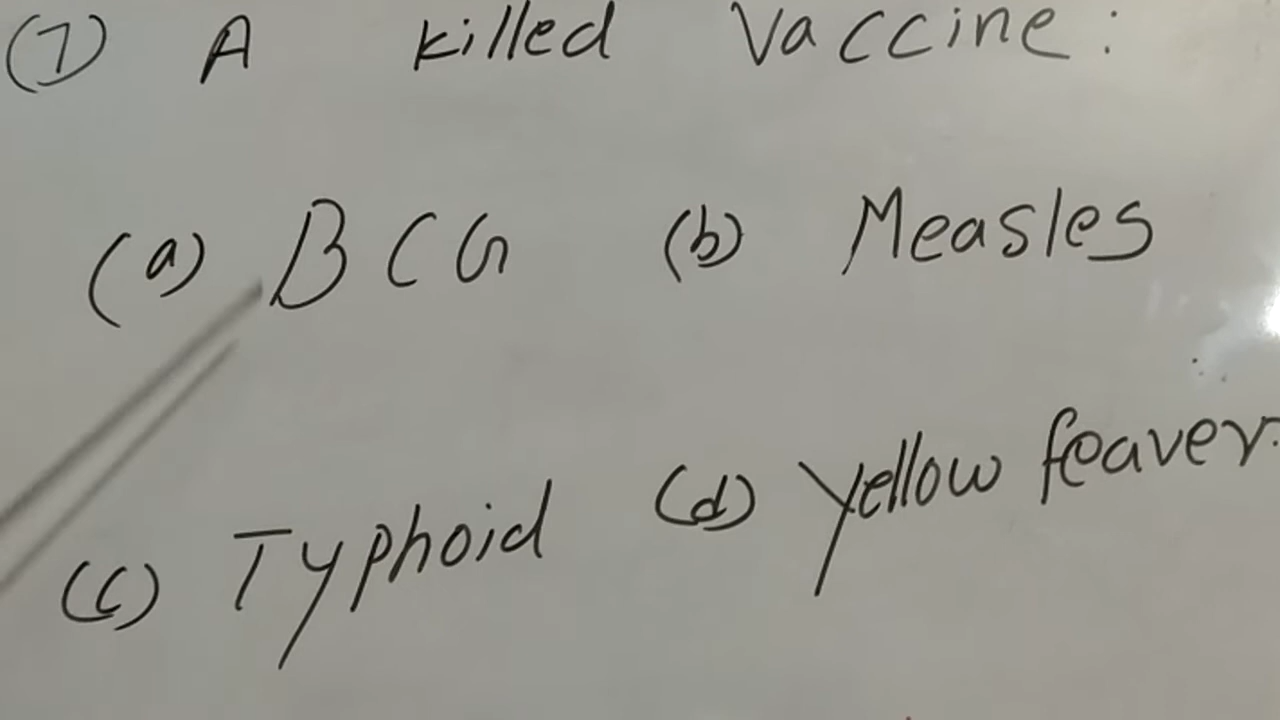 (7) A killed Vaccine:
(a) BCG (b) Measles
(c) Typhoid (d) Yellow feaver.